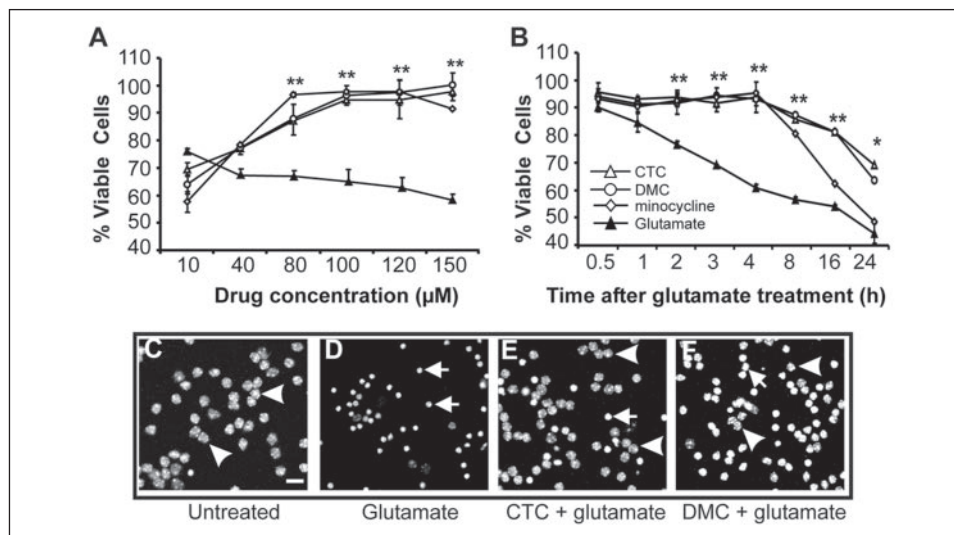 A
B
110
100
90
80
70
60
50
40
% Viable Cells
** ** ** **
10 40 80 100 120 150
Drug concentration (µM)
110
100
90
80
70
60
50
40
% Viable Cells
** ** ** ** ** *
CTC
DMC
minocycline
Glutamate
0.5 1 2 3 4 8 16 24
Time after glutamate treatment (h)
C D E F
Untreated Glutamate CTC + glutamate DMC + glutamate